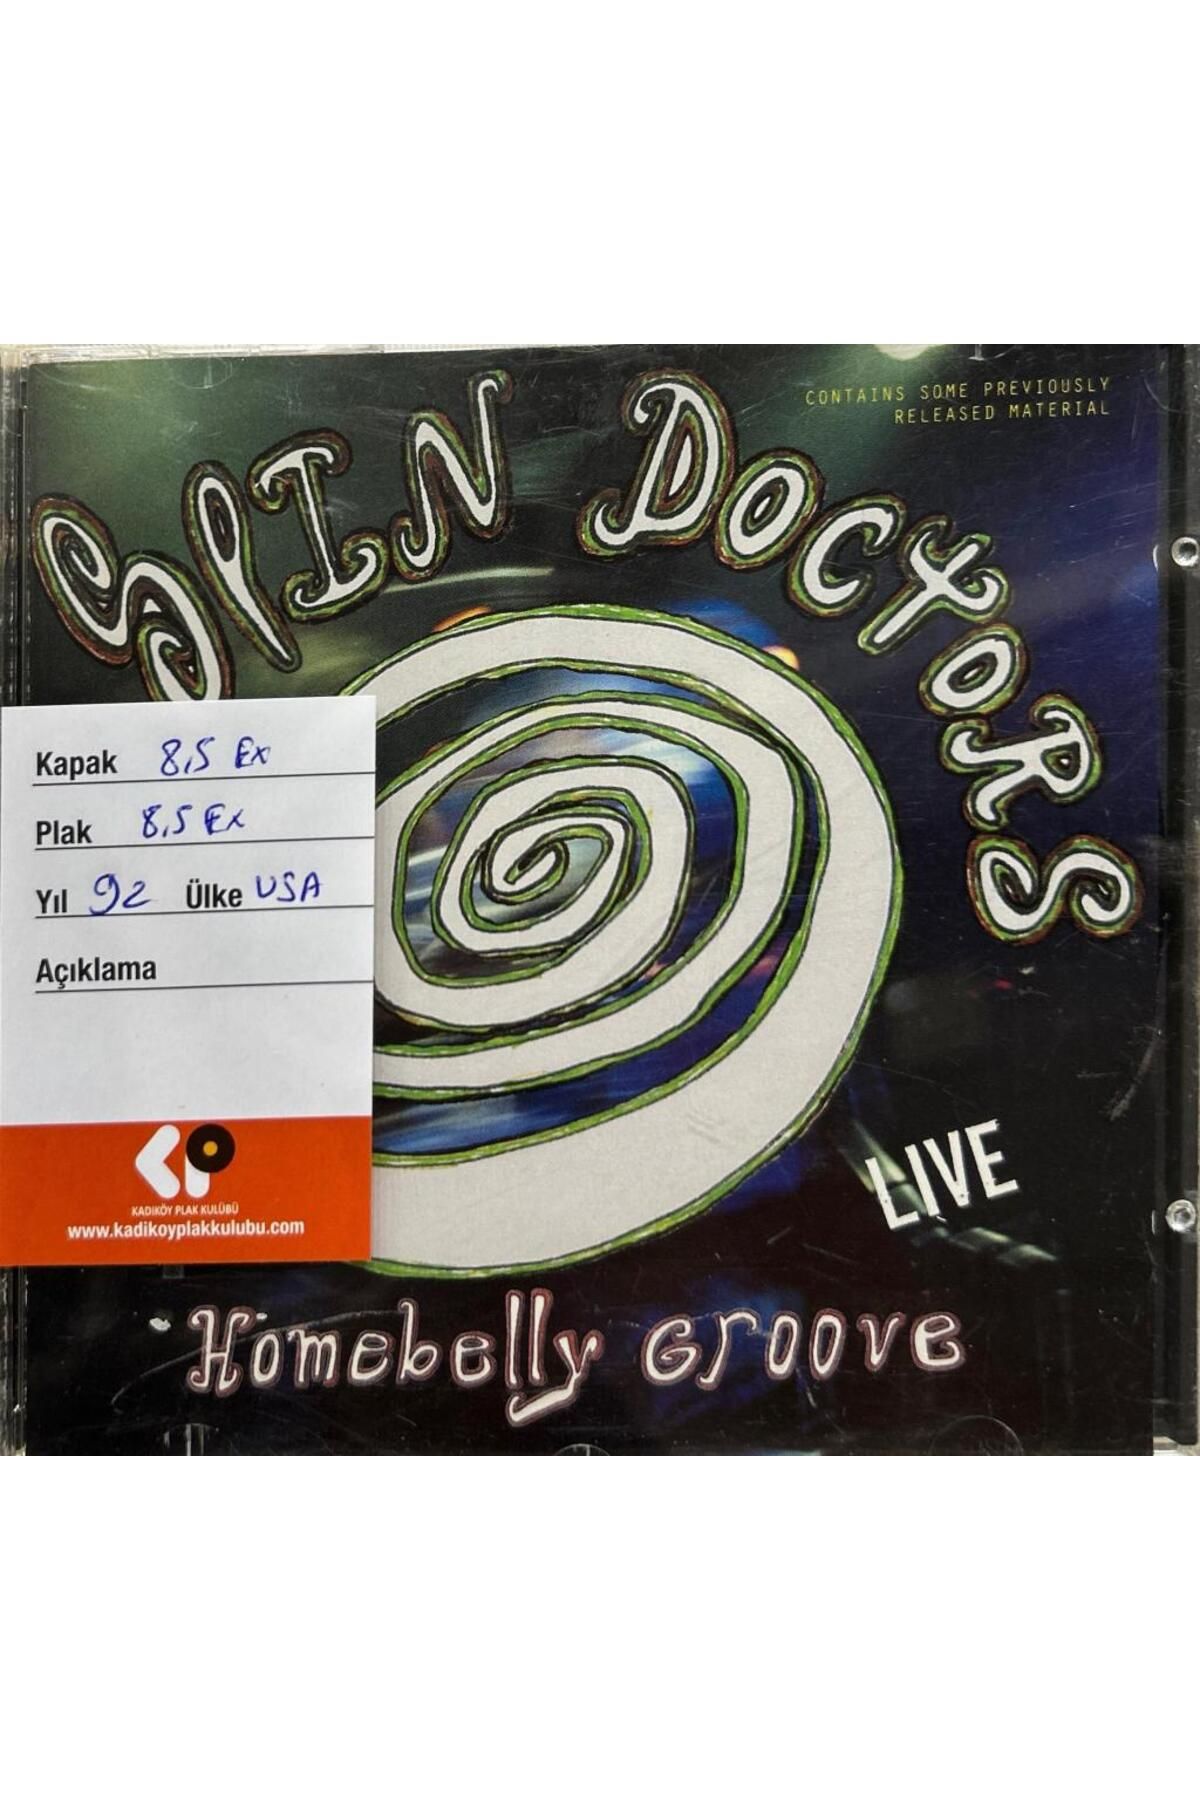 CONTAINS SOME PREVIOUSLY
RELEASED MATERIAL
SPIN DOCTORS
Kapak 8,5 Ex
Plak 8,5 Ex
Yıl 92 Ülke USA
Açıklama
KADIKÖY PLAK KULÜBÜ
www.kadikoyplakkulubu.com
LIVE
Homebelly Groove